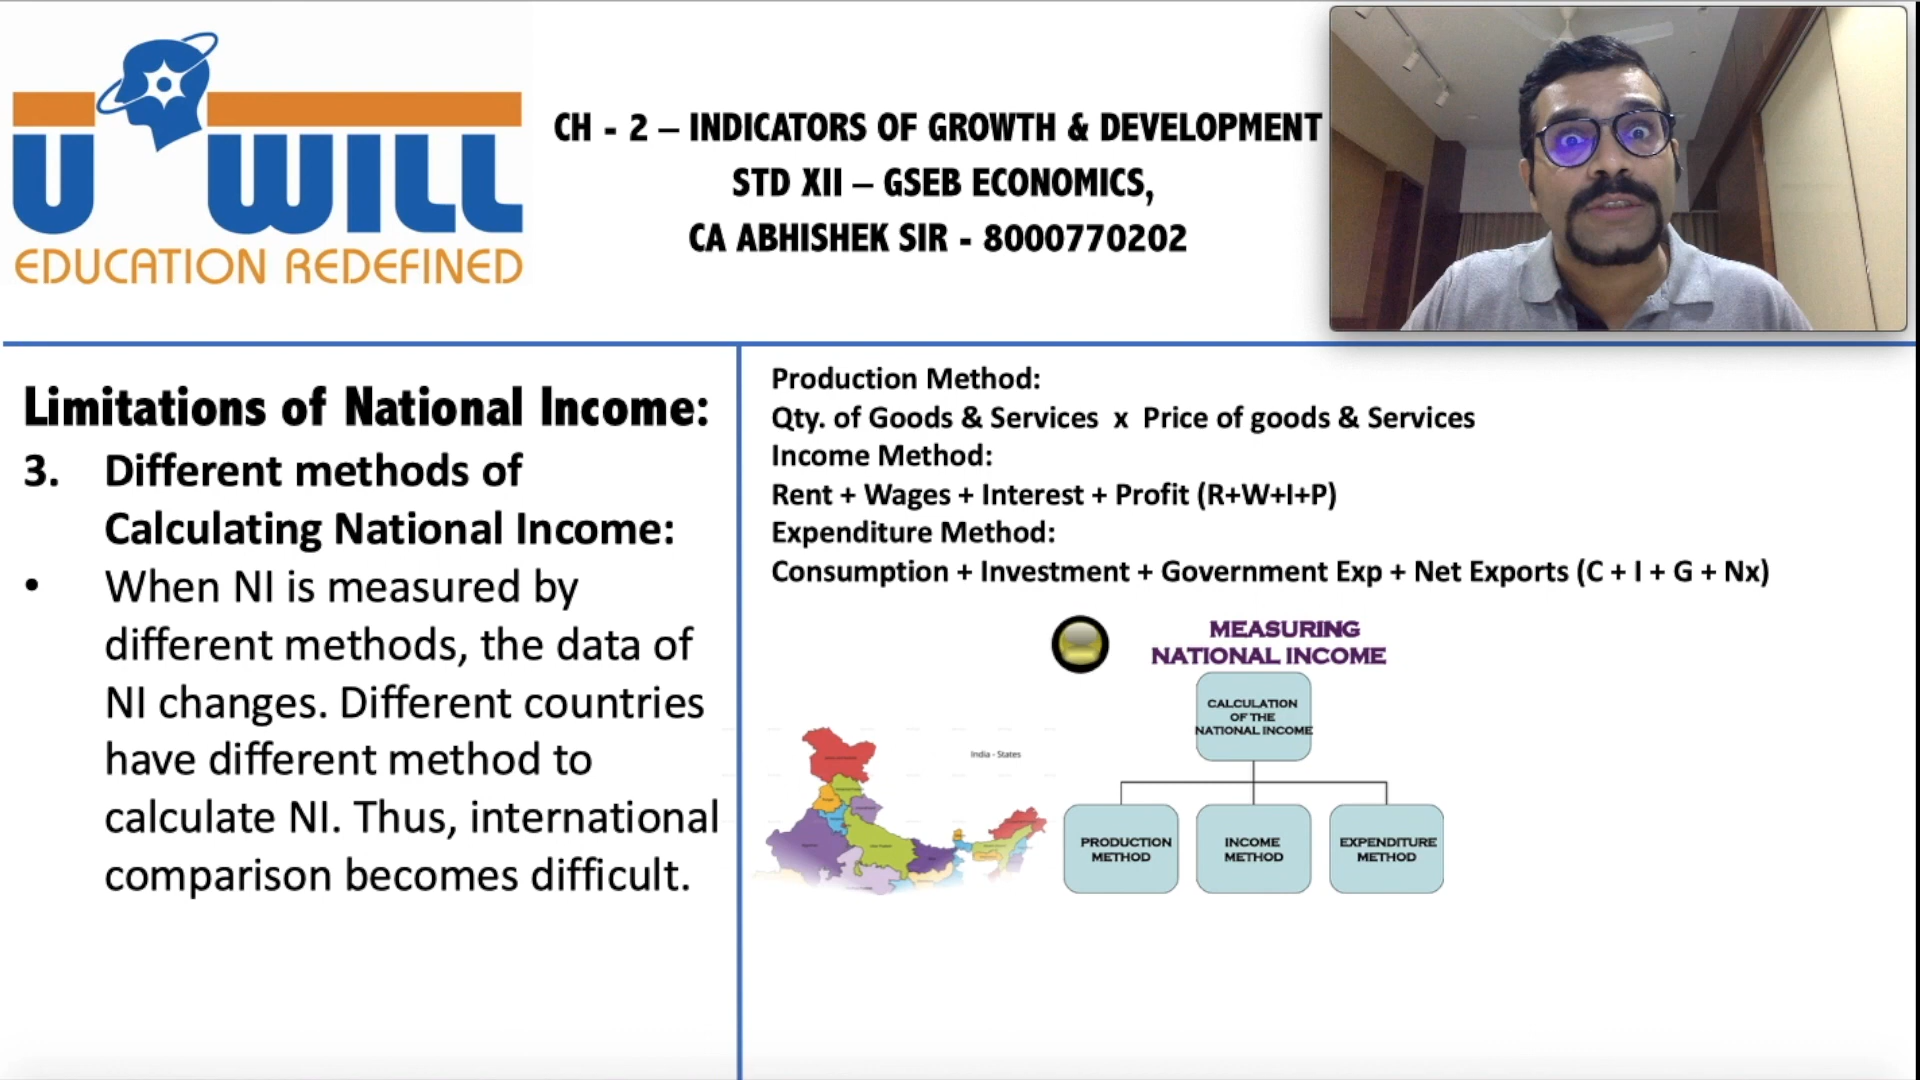 U WILL
EDUCATION REDEFINED
CH - 2 – INDICATORS OF GROWTH & DEVELOPMENT
STD XII – GSEB ECONOMICS,
CA ABHISHEK SIR - 8000770202
Limitations of National Income:
3. Different methods of
Calculating National Income:
• When NI is measured by
different methods, the data of
NI changes. Different countries
have different method to
calculate NI. Thus, international
comparison becomes difficult.
Production Method:
Qty. of Goods & Services x Price of goods & Services
Income Method:
Rent + Wages + Interest + Profit (R+W+I+P)
Expenditure Method:
Consumption + Investment + Government Exp + Net Exports (C + I + G + Nx)
MEASURING
NATIONAL INCOME
CALCULATION
OF THE
NATIONAL INCOME
India - States
PRODUCTION
METHOD
INCOME
METHOD
EXPENDITURE
METHOD